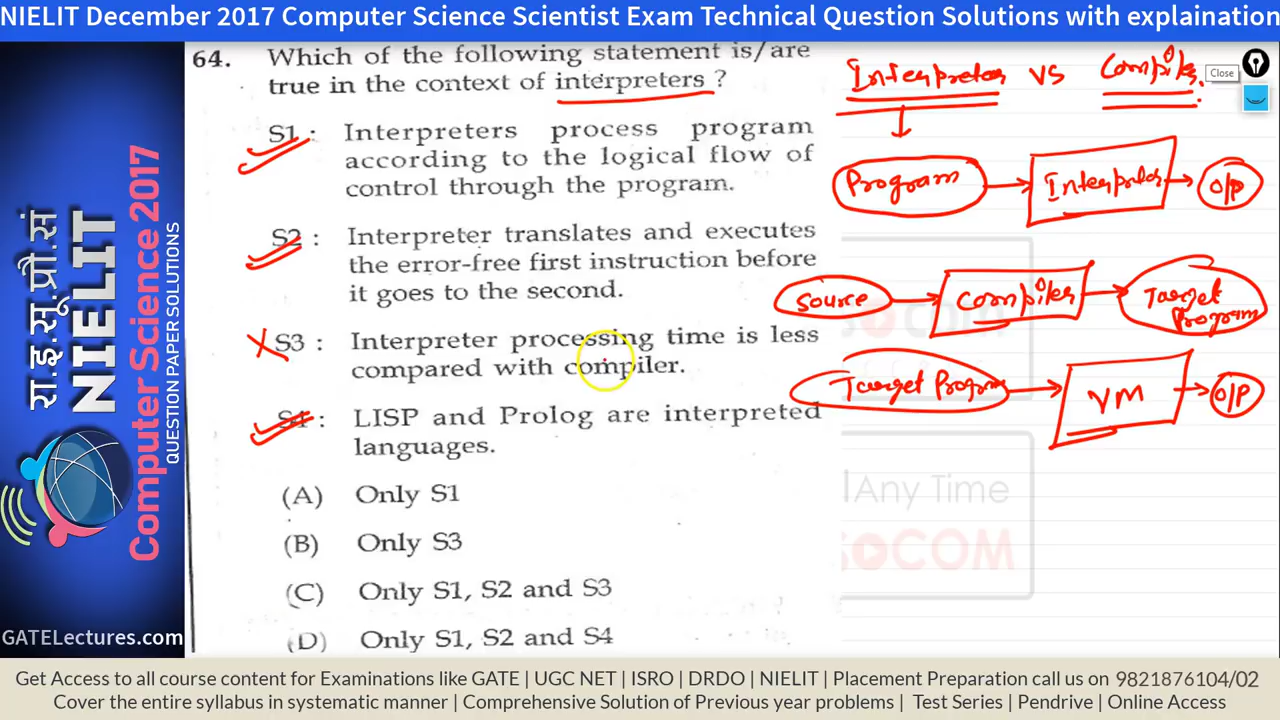 NIELIT December 2017 Computer Science Scientist Exam Technical Question Solutions with explaination
रा.इ.सू.प्रौ.सं
NIELIT
Computer Science 2017
QUESTION PAPER SOLUTIONS
GATELectures.com
64. Which of the following statement is/are
true in the context of interpreters ?
S1 : Interpreters process program
according to the logical flow of
control through the program.
S2 : Interpreter translates and executes
the error-free first instruction before
it goes to the second.
S3 : Interpreter processing time is less
compared with compiler.
S4 : LISP and Prolog are interpreted
languages.
(A) Only S1
(B) Only S3
(C) Only S1, S2 and S3
(D) Only S1, S2 and S4
Interpreter vs Compiler
Close
Program Interpreter O/P
Source Compiler Target
Program
Target Program VM O/P
Any Time
SOCOM
Get Access to all course content for Examinations like GATE | UGC NET | ISRO | DRDO | NIELIT | Placement Preparation call us on 9821876104/02
Cover the entire syllabus in systematic manner | Comprehensive Solution of Previous year problems | Test Series | Pendrive | Online Access